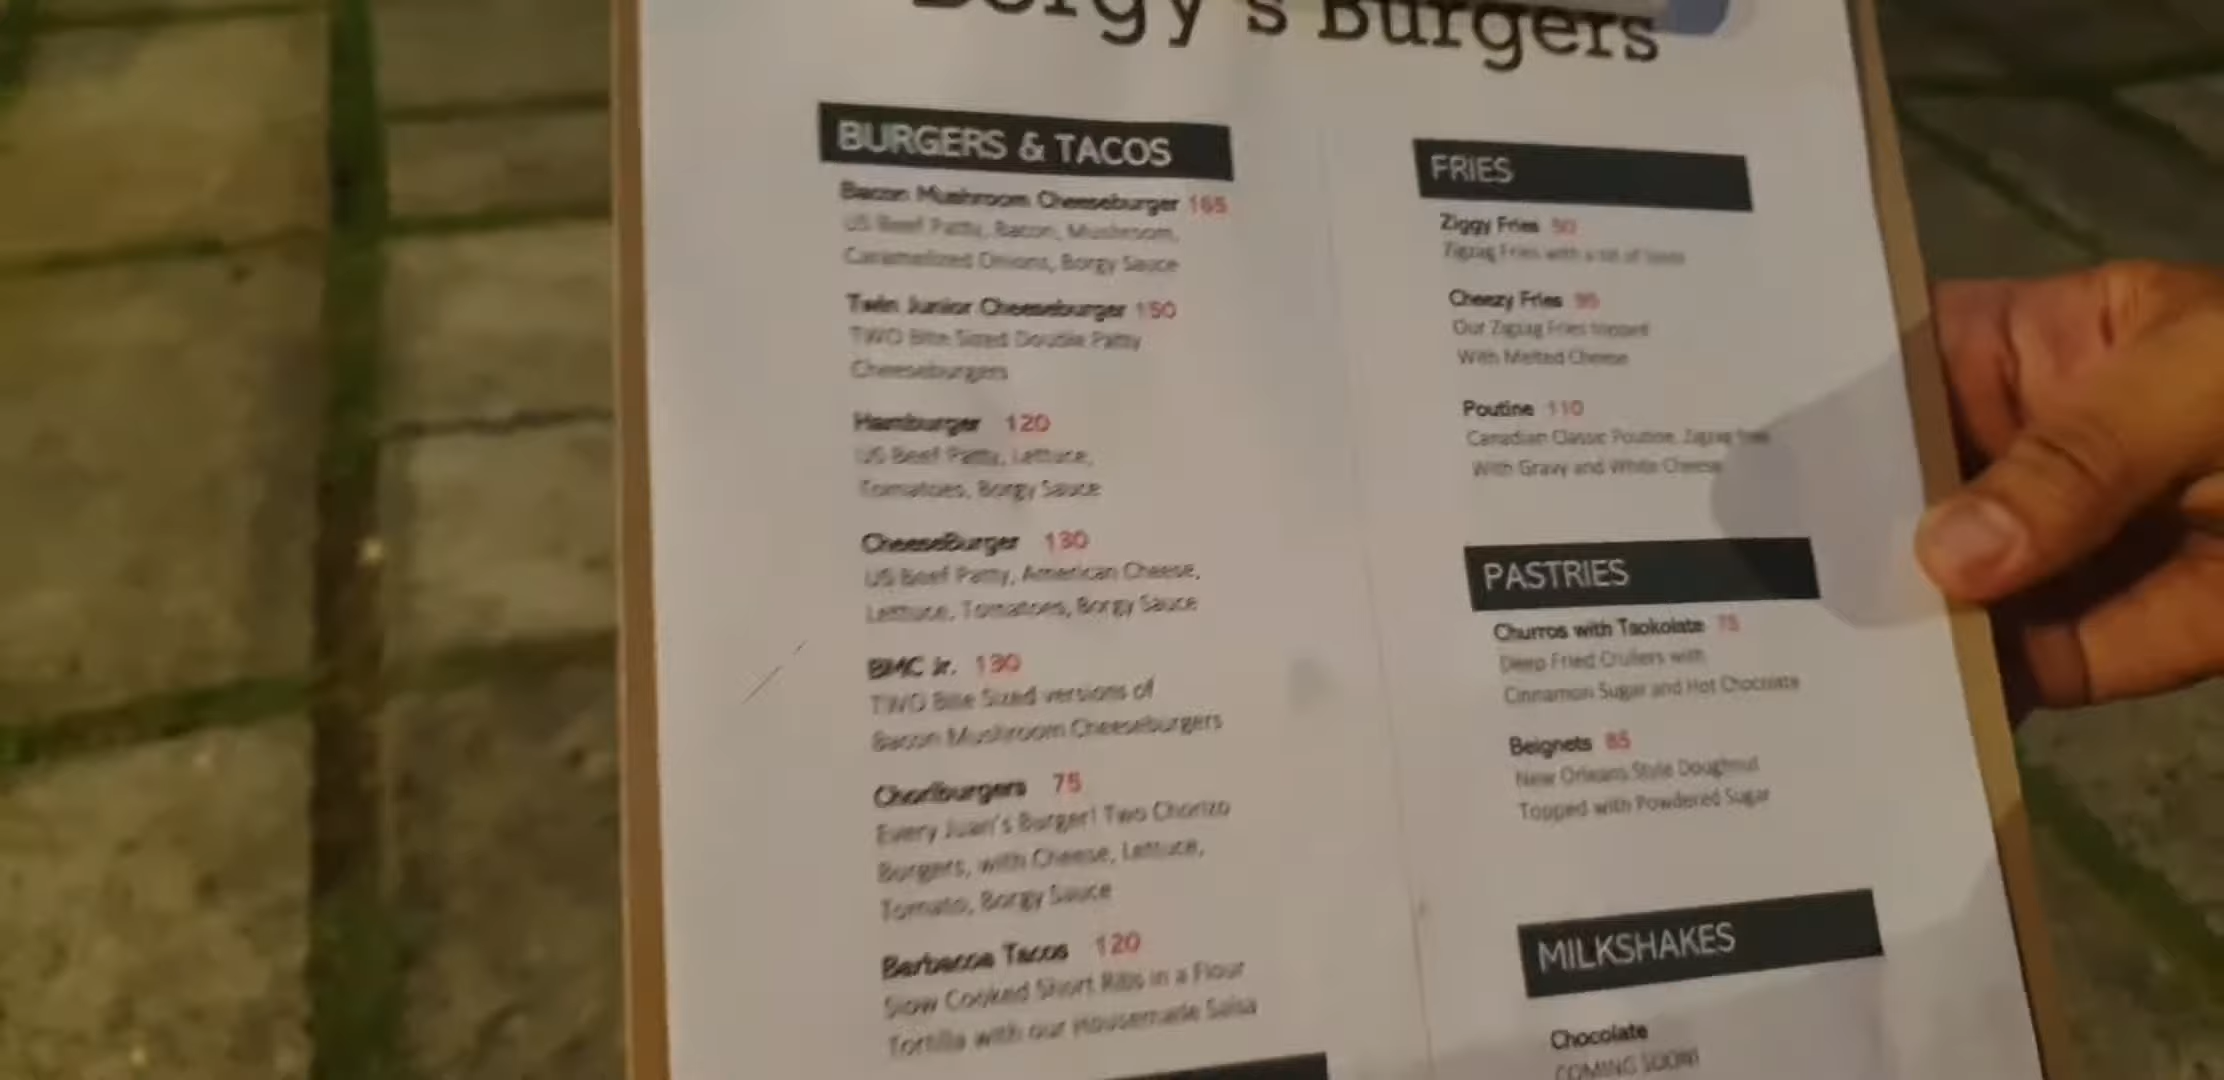 Borgy's Burgers
BURGERS & TACOS
Bacon Mushroom Cheeseburger 165
US Beef Patty, Bacon, Mushroom,
Caramelized Onions, Borgy Sauce
Twin Junior Cheeseburger 150
TWO Bite Sized Double Patty
Cheeseburgers
Hamburger 120
US Beef Patty, Lettuce,
Tomatoes, Borgy Sauce
CheeseBurger 130
US Beef Patty, American Cheese,
Lettuce, Tomatoes, Borgy Sauce
BMC Jr. 130
TWO Bite Sized versions of
Bacon Mushroom Cheeseburgers
Choriburgers 75
Every Juan's Burger! Two Chorizo
Burgers, with Cheese, Lettuce,
Tomato, Borgy Sauce
Barbacoa Tacos 120
Slow Cooked Short Ribs in a Flour
Tortilla with our Housemade Salsa
FRIES
Ziggy Fries
Zigzag Fries with a bit of
Cheezy Fries
Our Zigzag Fries topped
With Melted Cheese
Poutine 110
Canadian Classic Poutine, Zigzag fries
With Gravy and White Cheese
PASTRIES
Churros with Tsokolate 75
Deep Fried Crullers with
Cinnamon Sugar and Hot Chocolate
Beignets 85
New Orleans Style Doughnut
Topped with Powdered Sugar
MILKSHAKES
Chocolate
COMING SOON!